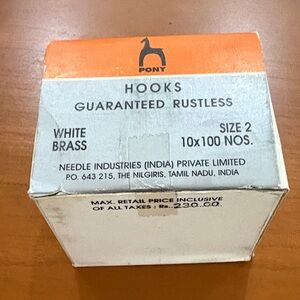 PONY
HOOKS
GUARANTEED RUSTLESS
WHITE BRASS
SIZE 2
10x100 NOS.
NEEDLE INDUSTRIES (INDIA) PRIVATE LIMITED
P.O. 643 215, THE NILGIRIS, TAMIL NADU, INDIA
MAX. RETAIL PRICE INCLUSIVE
OF ALL TAXES : Rs. 230.00